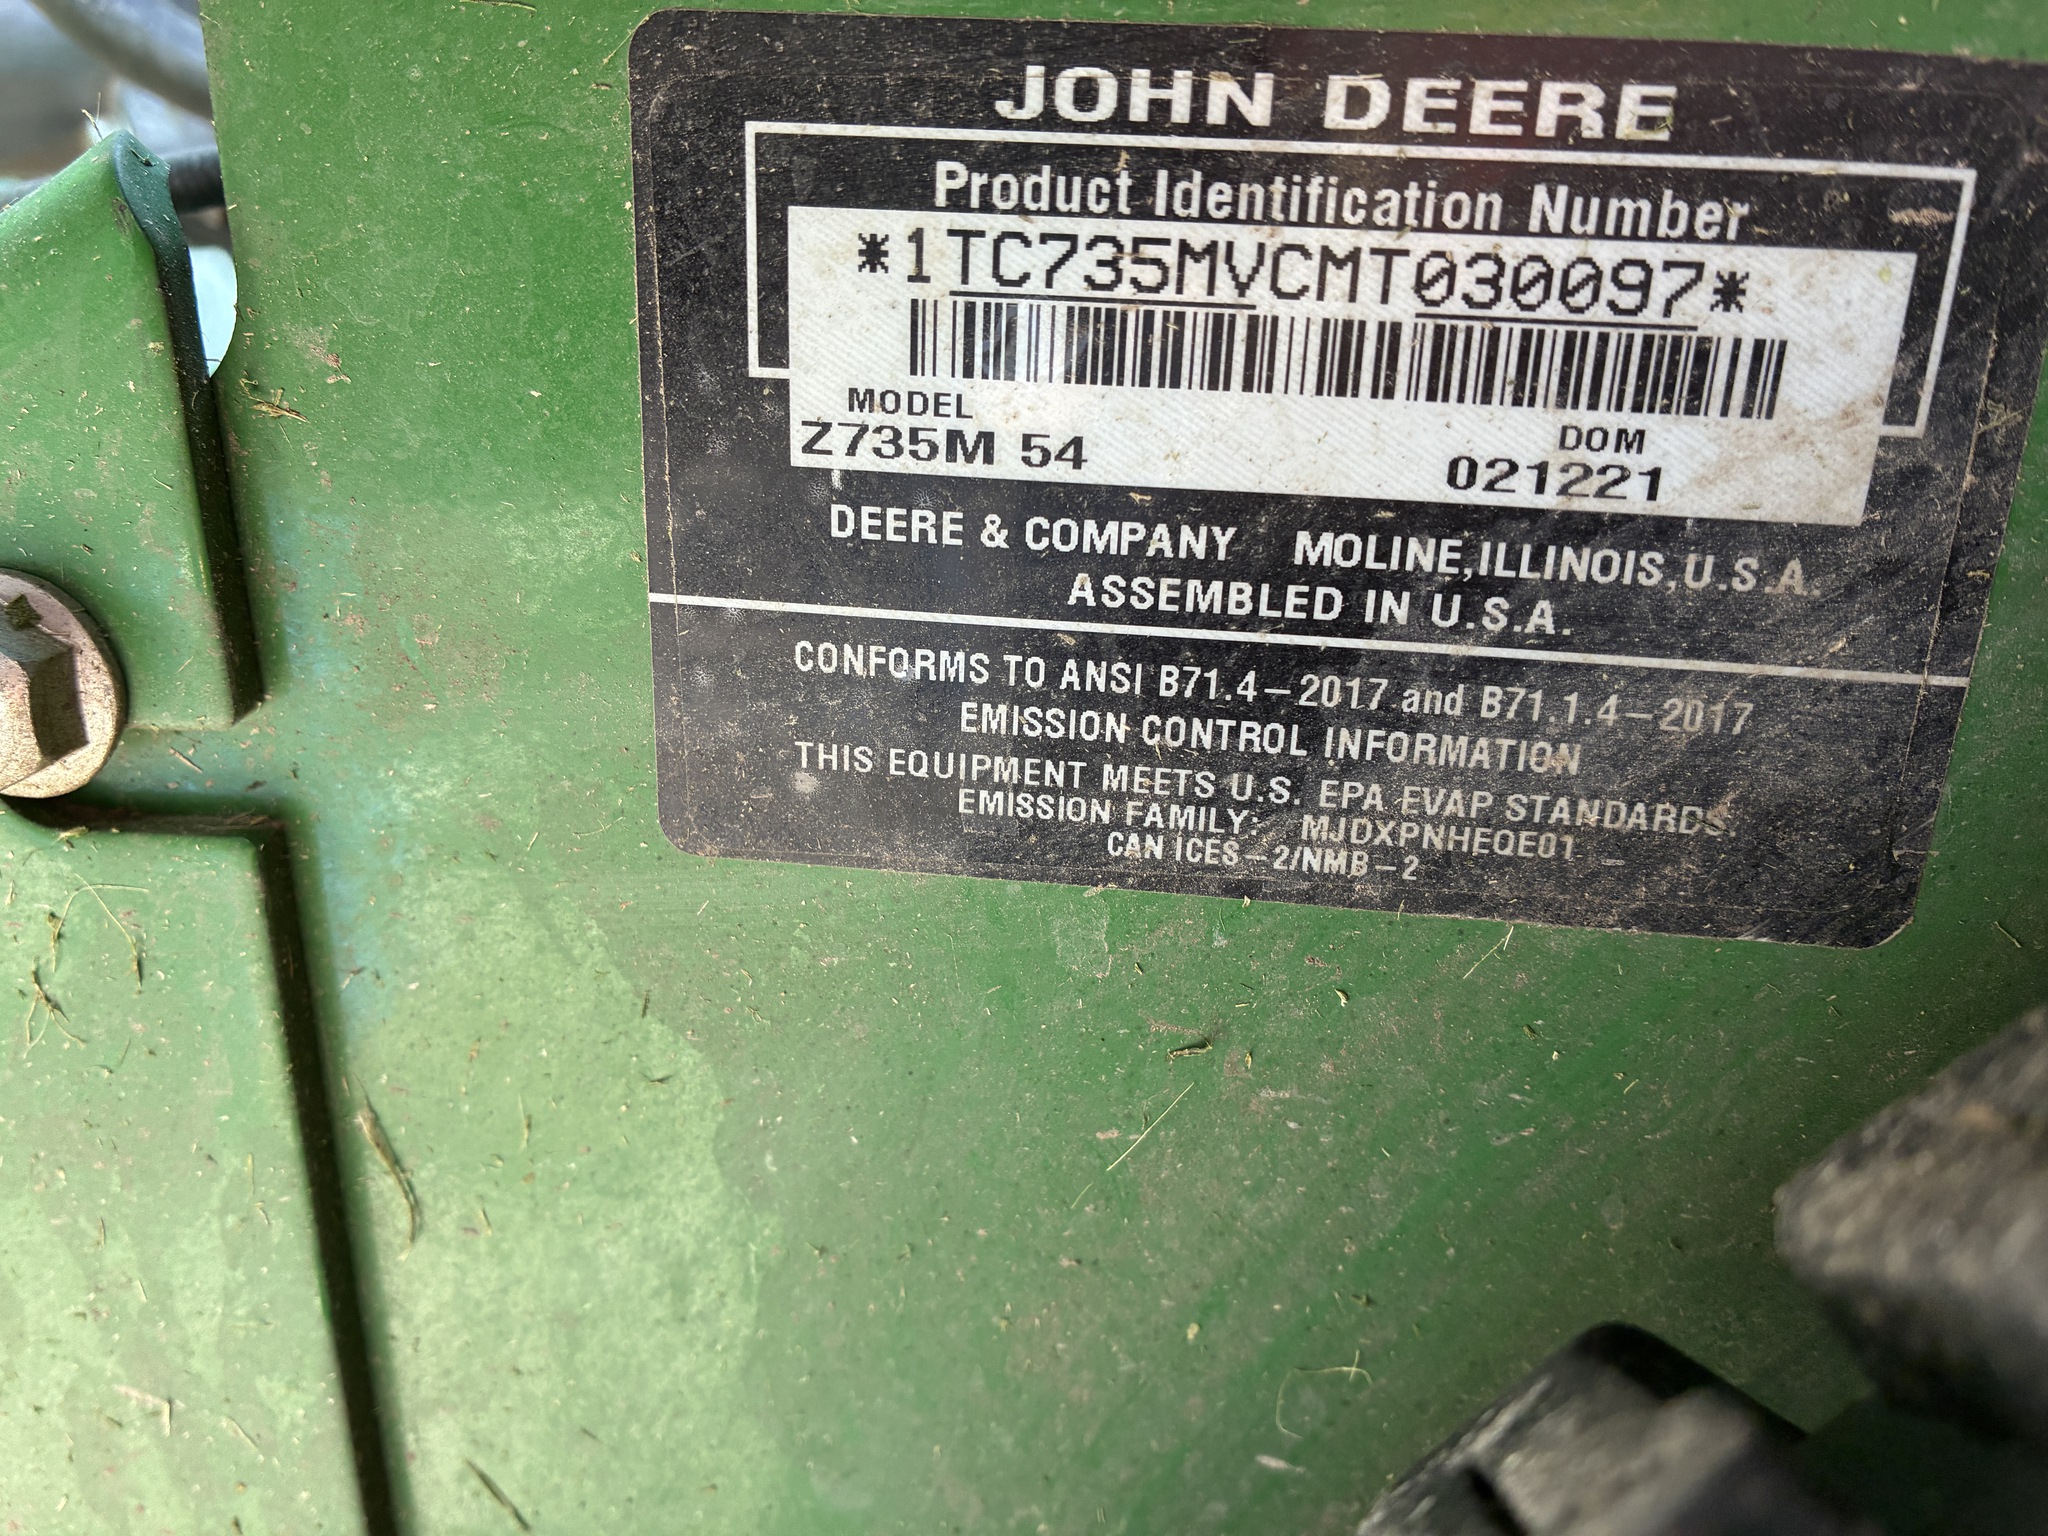 JOHN DEERE
Product Identification Number
*1TC735MVCMT030097*
MODEL
Z735M 54
DOM
021221
DEERE & COMPANY MOLINE, ILLINOIS, U.S.A.
ASSEMBLED IN U.S.A.
CONFORMS TO ANSI B71.4-2017 and B71.1.4-2017
EMISSION CONTROL INFORMATION
THIS EQUIPMENT MEETS U.S. EPA EVAP STANDARDS.
EMISSION FAMILY: MJDXPNHEQE01
CAN ICES-2/NMB-2